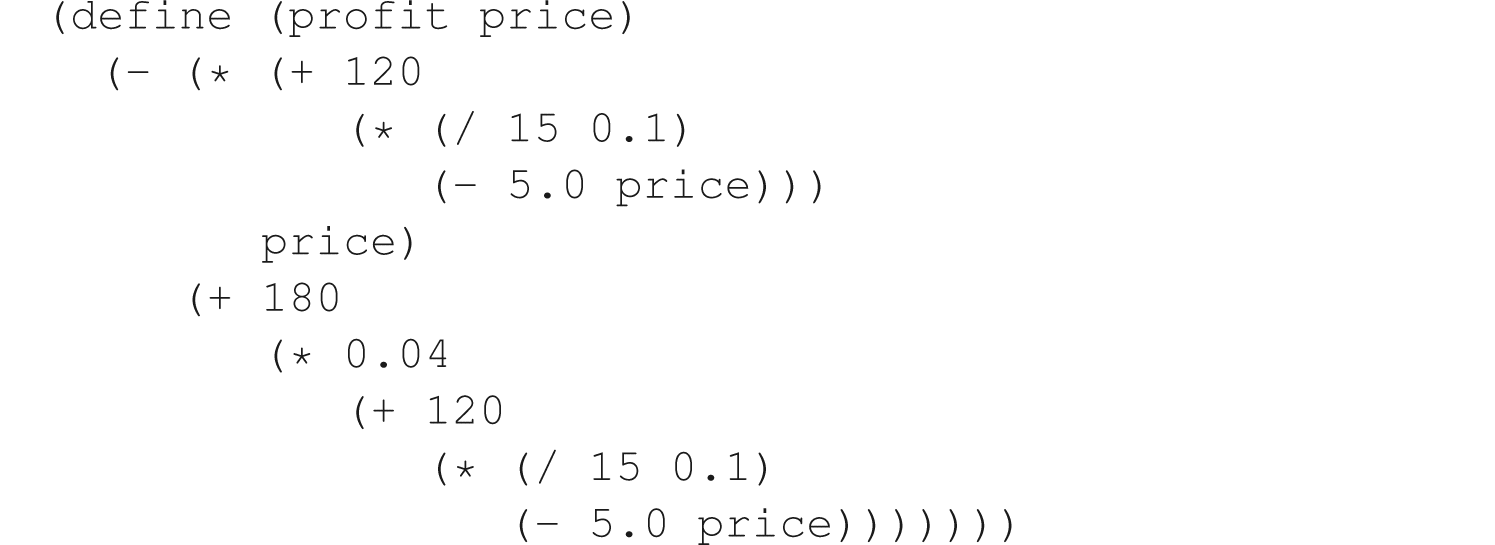 (define (profit price)
  (- (* (+ 120
           (* (/ 15 0.1)
              (- 5.0 price)))
        price)
     (+ 180
        (* 0.04
           (+ 120
              (* (/ 15 0.1)
                 (- 5.0 price)))))))